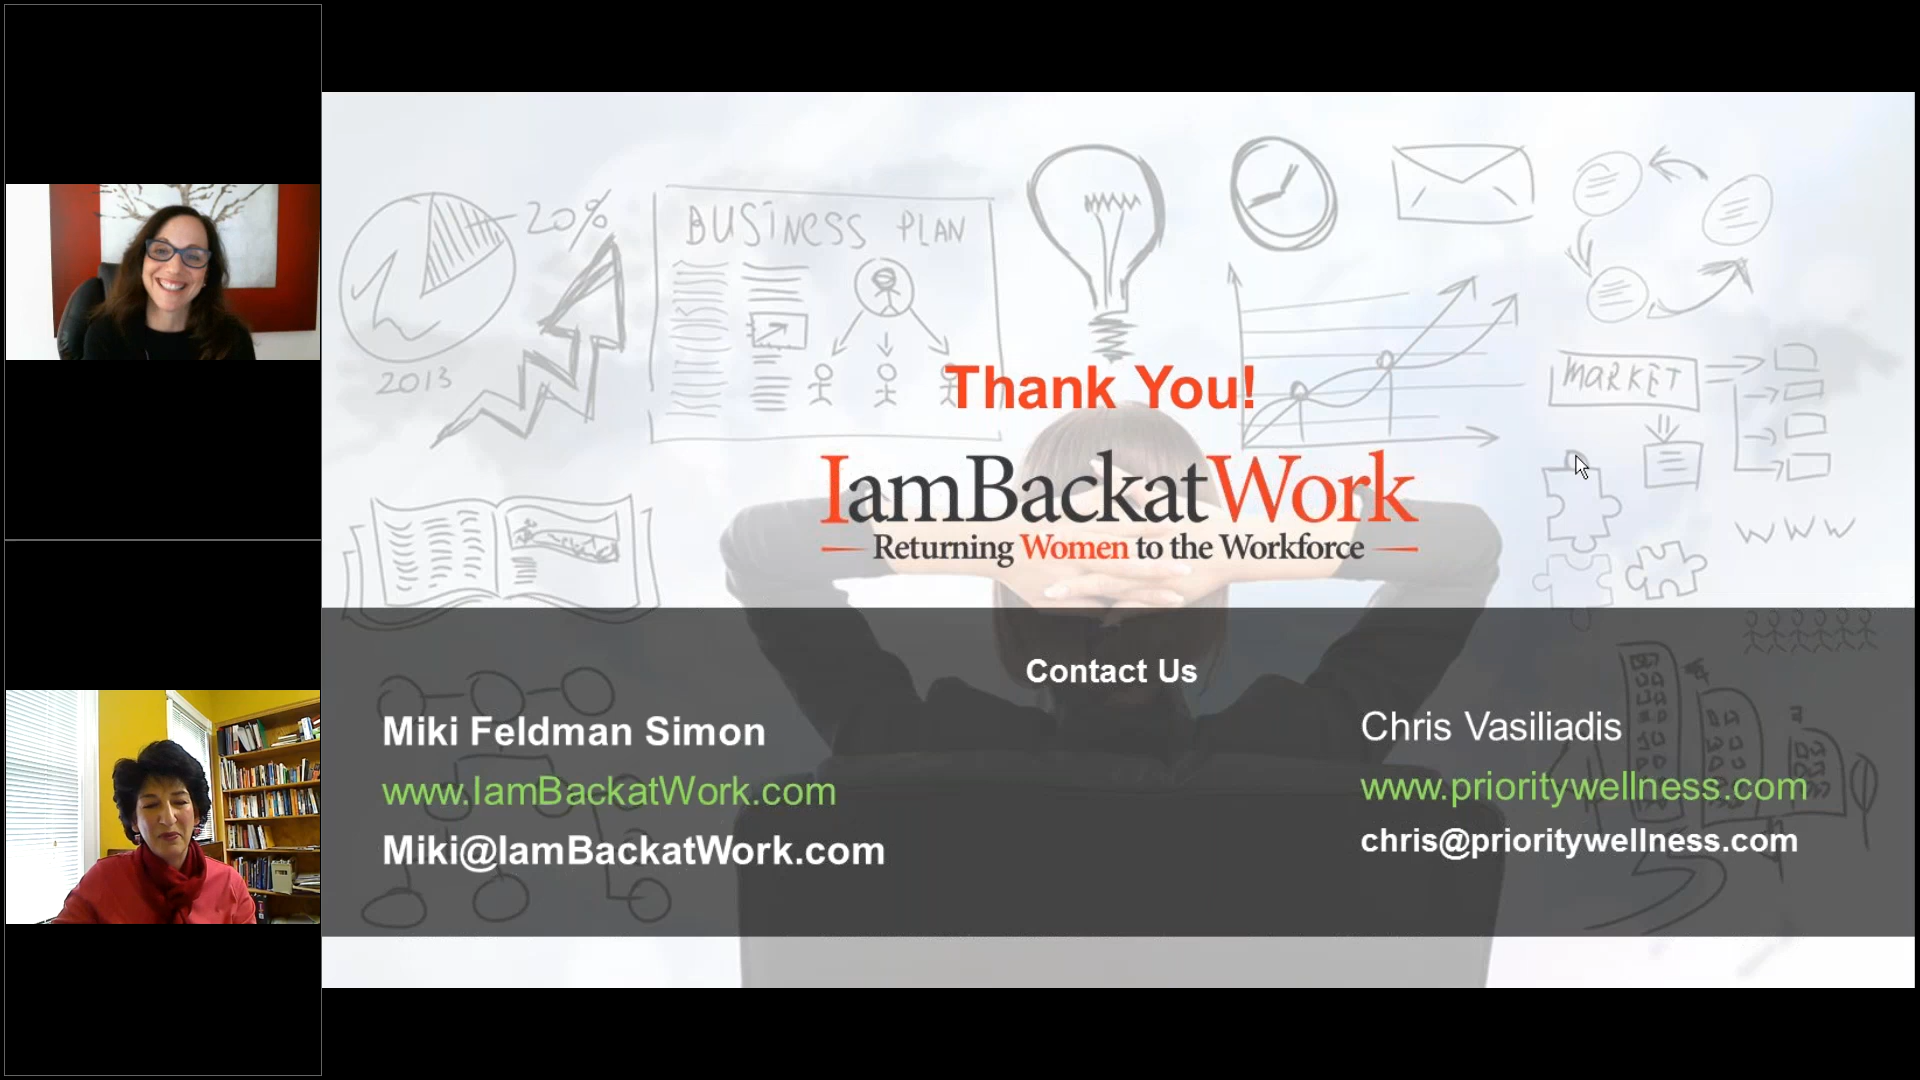 20%
BUSINESS PLAN
2013
MARKET
Thank You!
IamBackatWork
Returning Women to the Workforce
WWW
Contact Us
Miki Feldman Simon
www.IamBackatWork.com
Miki@IamBackatWork.com
Chris Vasiliadis
www.prioritywellness.com
chris@prioritywellness.com